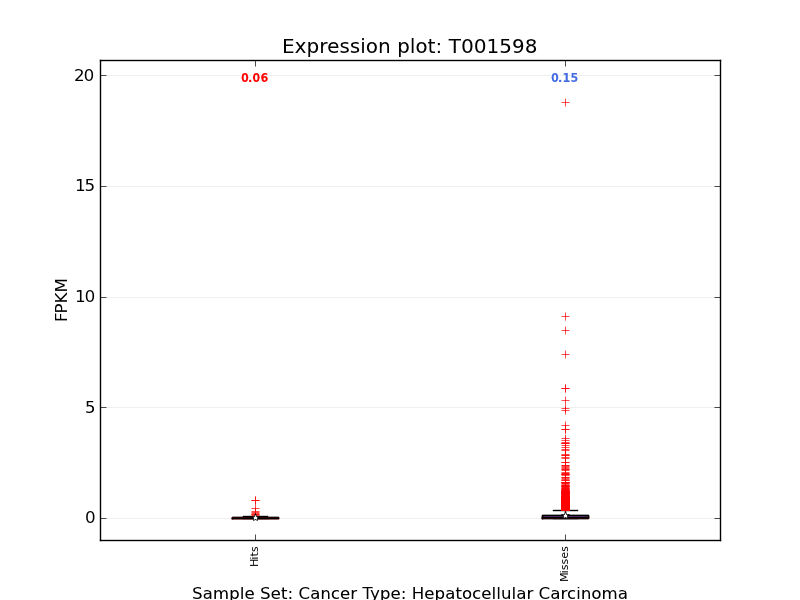 Expression plot: T001598
20
0.06
0.15
15
10
5
0
FPKM
Hits
Misses
Sample Set: Cancer Type: Hepatocellular Carcinoma